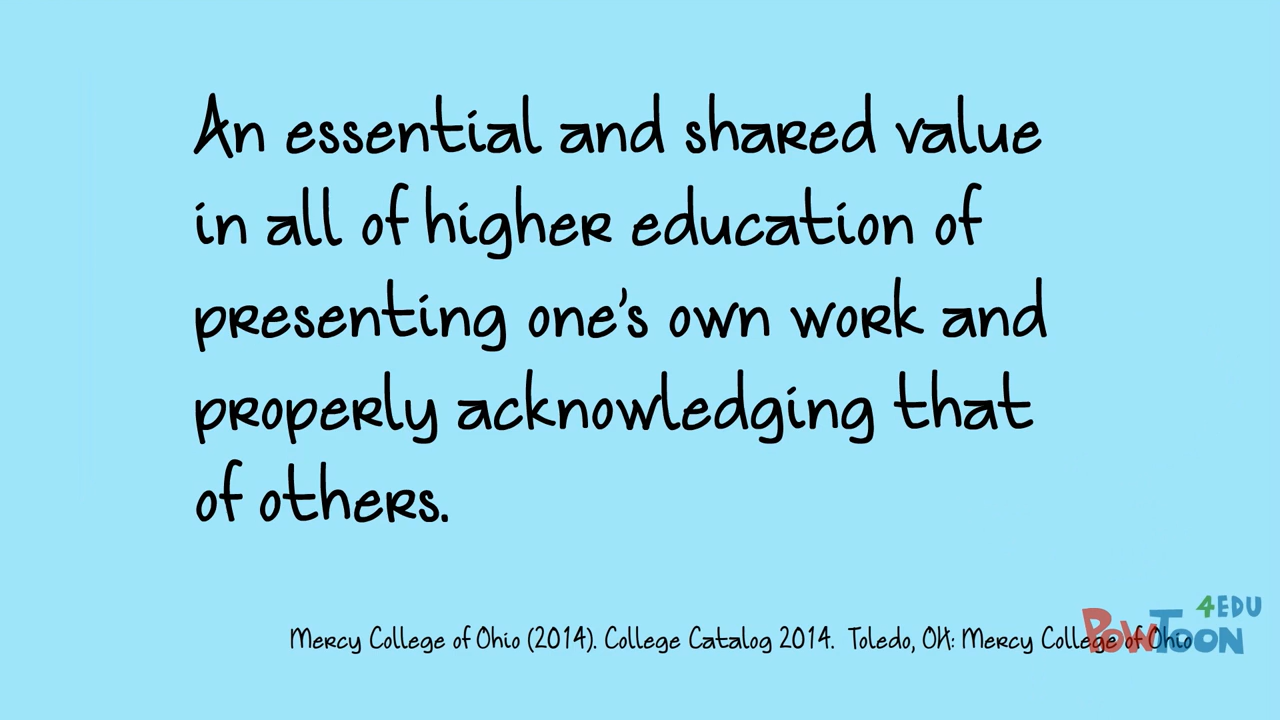 An essential and shared value
in all of higher education of
presenting one's own work and
properly acknowledging that
of others.
Mercy College of Ohio (2014). College Catalog 2014. Toledo, OH: Mercy College of Ohio
4EDU
POWTOON